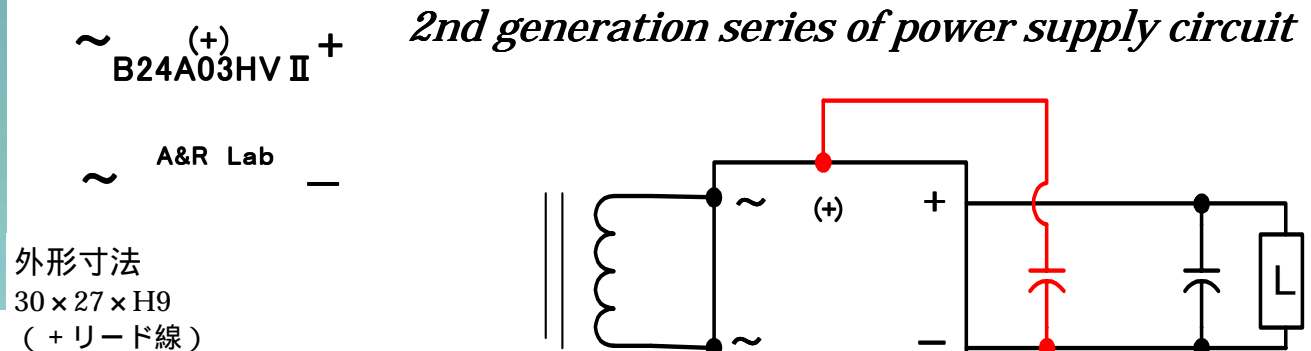 2nd generation series of power supply circuit
~ (+) +
B24A03HVⅡ
A&R Lab
~ −
外形寸法
30×27×H9
(+リード線)
~ (+) +
L
~ −